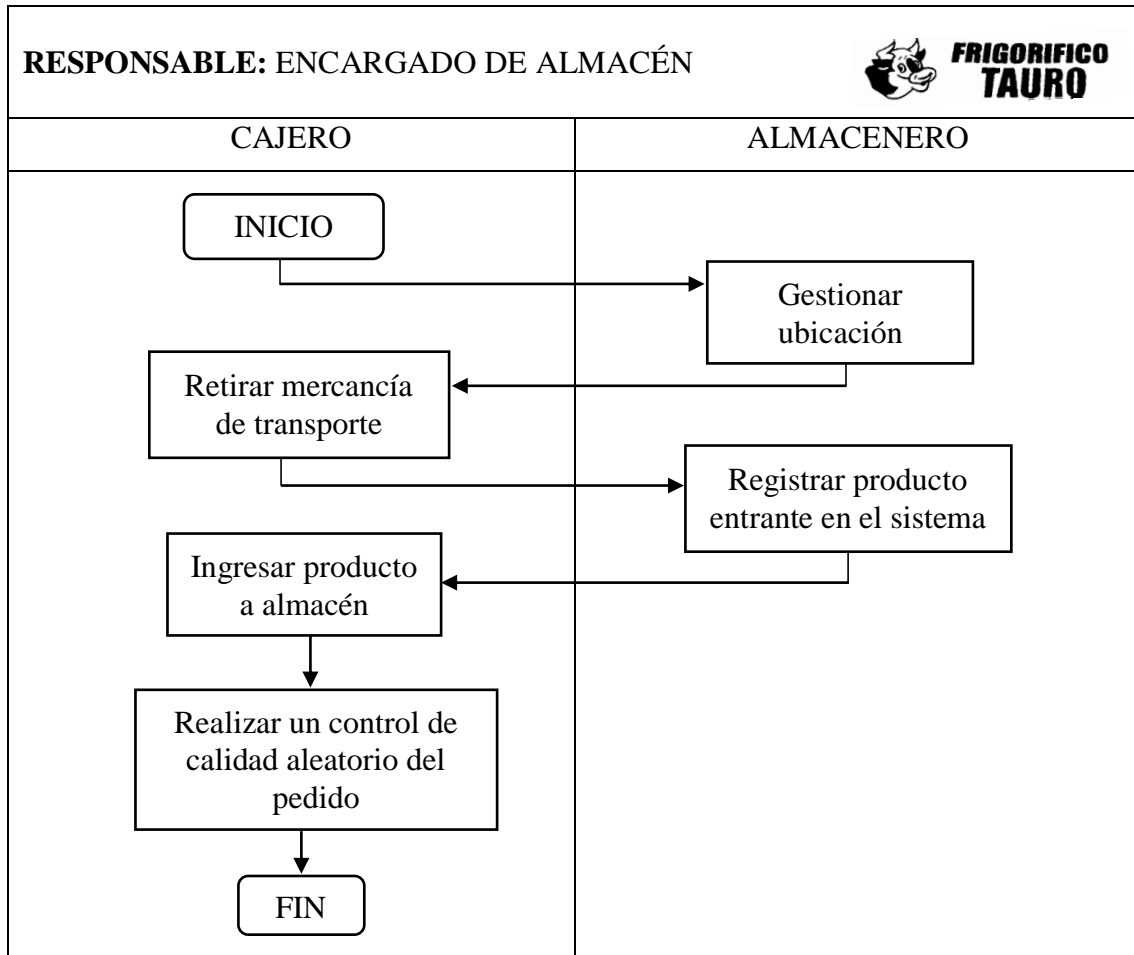 RESPONSABLE: ENCARGADO DE ALMACÉN
FRIGORIFICO
TAURO
CAJERO
ALMACENERO
INICIO
Gestionar
ubicación
Retirar mercancía
de transporte
Registrar producto
entrante en el sistema
Ingresar producto
a almacén
Realizar un control de
calidad aleatorio del
pedido
FIN